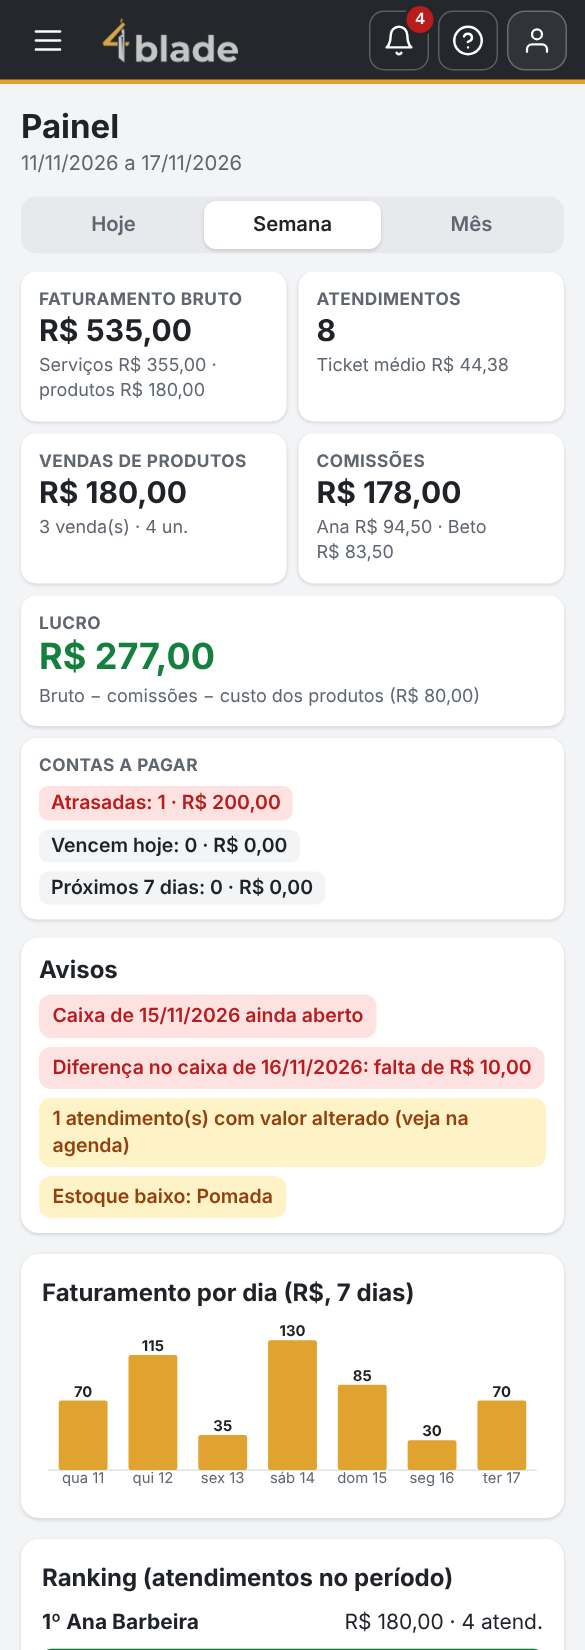 4blade
4
Painel
11/11/2026 a 17/11/2026
Hoje
Semana
Mês
FATURAMENTO BRUTO
R$ 535,00
Serviços R$ 355,00 ·
produtos R$ 180,00
ATENDIMENTOS
8
Ticket médio R$ 44,38
VENDAS DE PRODUTOS
R$ 180,00
3 venda(s) · 4 un.
COMISSÕES
R$ 178,00
Ana R$ 94,50 · Beto
R$ 83,50
LUCRO
R$ 277,00
Bruto − comissões − custo dos produtos (R$ 80,00)
CONTAS A PAGAR
Atrasadas: 1 · R$ 200,00
Vencem hoje: 0 · R$ 0,00
Próximos 7 dias: 0 · R$ 0,00
Avisos
Caixa de 15/11/2026 ainda aberto
Diferença no caixa de 16/11/2026: falta de R$ 10,00
1 atendimento(s) com valor alterado (veja na
agenda)
Estoque baixo: Pomada
Faturamento por dia (R$, 7 dias)
70
115
35
130
85
30
70
qua 11
qui 12
sex 13
sáb 14
dom 15
seg 16
ter 17
Ranking (atendimentos no período)
1º Ana Barbeira
R$ 180,00 · 4 atend.